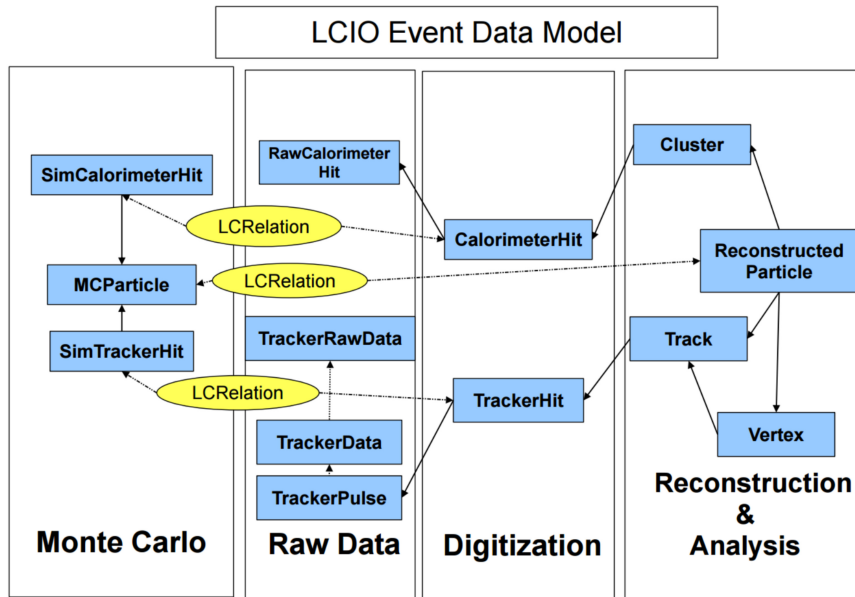 LCIO Event Data Model
SimCalorimeterHit
MCParticle
SimTrackerHit
Monte Carlo
LCRelation
LCRelation
LCRelation
RawCalorimeter
Hit
TrackerRawData
TrackerData
TrackerPulse
Raw Data
CalorimeterHit
TrackerHit
Digitization
Cluster
Reconstructed
Particle
Track
Vertex
Reconstruction
&
Analysis